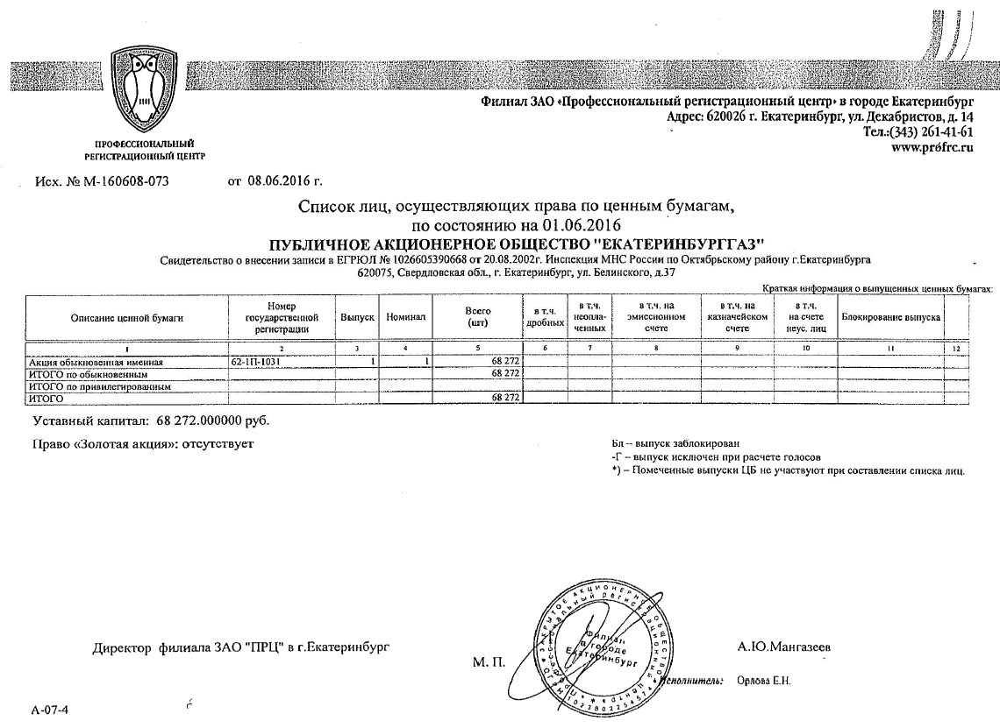 Филиал ЗАО «Профессиональный регистрационный центр» в городе Екатеринбург
Адрес: 620026 г. Екатеринбург, ул. Декабристов, д. 14
Тел.:(343) 261-41-61
www.profrc.ru
ПРОФЕССИОНАЛЬНЫЙ
РЕГИСТРАЦИОННЫЙ ЦЕНТР
Исх. № М-160608-073 от 08.06.2016 г.
Список лиц, осуществляющих права по ценным бумагам,
по состоянию на 01.06.2016
ПУБЛИЧНОЕ АКЦИОНЕРНОЕ ОБЩЕСТВО "ЕКАТЕРИНБУРГГАЗ"
Свидетельство о внесении записи в ЕГРЮЛ № 1026605390668 от 20.08.2002г. Инспекция МНС России по Октябрьскому району г.Екатеринбурга
620075, Свердловская обл., г. Екатеринбург, ул. Белинского, д.37
Краткая информация о выпущенных ценных бумагах:
Описание ценной бумаги Номер государственной регистрации Выпуск Номинал Всего (шт) в т.ч. дробных в т.ч. неопла-ченных в т.ч. на эмиссионном счете в т.ч. на казначейском счете в т.ч. на счете неус. лиц Блокирование выпуска
1 2 3 4 5 6 7 8 9 10 11 12
Акция обыкновенная именная 62-1П-1031 1 1 68 272
ИТОГО по обыкновенным 68 272
ИТОГО по привилегированным
ИТОГО 68 272
Уставный капитал: 68 272.000000 руб.
Право «Золотая акция»: отсутствует
Бл – выпуск заблокирован
-Г – выпуск исключен при расчете голосов
*) – Помеченные выпуски ЦБ не участвуют при составлении списка лиц.
Директор филиала ЗАО "ПРЦ" в г.Екатеринбург
М. П.
ЗАКРЫТОЕ АКЦИОНЕРНОЕ ОБЩЕСТВО * ОГРН 1023802254574 *
Профессиональный регистрационный центр
Филиал
в городе
Екатеринбург
А.Ю.Мангазеев
Исполнитель: Орлова Е.Н.
А-07-4